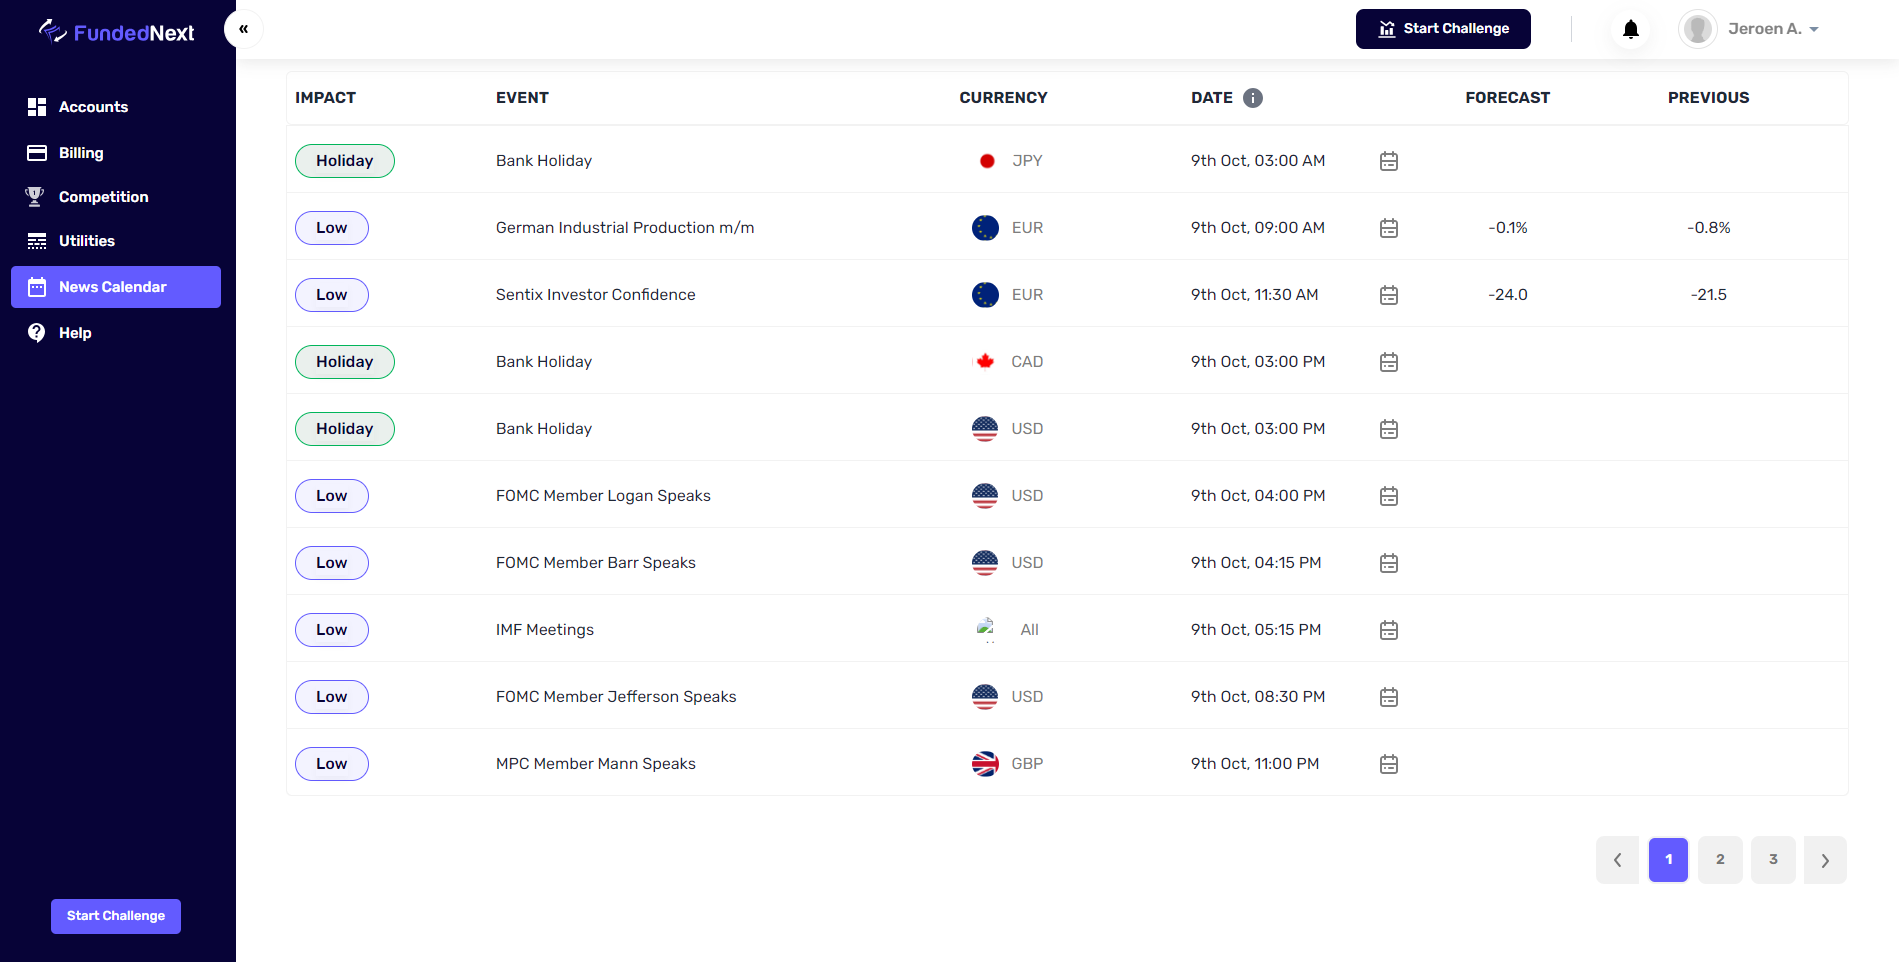 FundedNext
«
Start Challenge
Jeroen A.
Accounts
Billing
Competition
Utilities
News Calendar
Help
Start Challenge
IMPACT EVENT CURRENCY DATE i FORECAST PREVIOUS
Holiday Bank Holiday JPY 9th Oct, 03:00 AM
Low German Industrial Production m/m EUR 9th Oct, 09:00 AM -0.1% -0.8%
Low Sentix Investor Confidence EUR 9th Oct, 11:30 AM -24.0 -21.5
Holiday Bank Holiday CAD 9th Oct, 03:00 PM
Holiday Bank Holiday USD 9th Oct, 03:00 PM
Low FOMC Member Logan Speaks USD 9th Oct, 04:00 PM
Low FOMC Member Barr Speaks USD 9th Oct, 04:15 PM
Low IMF Meetings All 9th Oct, 05:15 PM
Low FOMC Member Jefferson Speaks USD 9th Oct, 08:30 PM
Low MPC Member Mann Speaks GBP 9th Oct, 11:00 PM
1 2 3